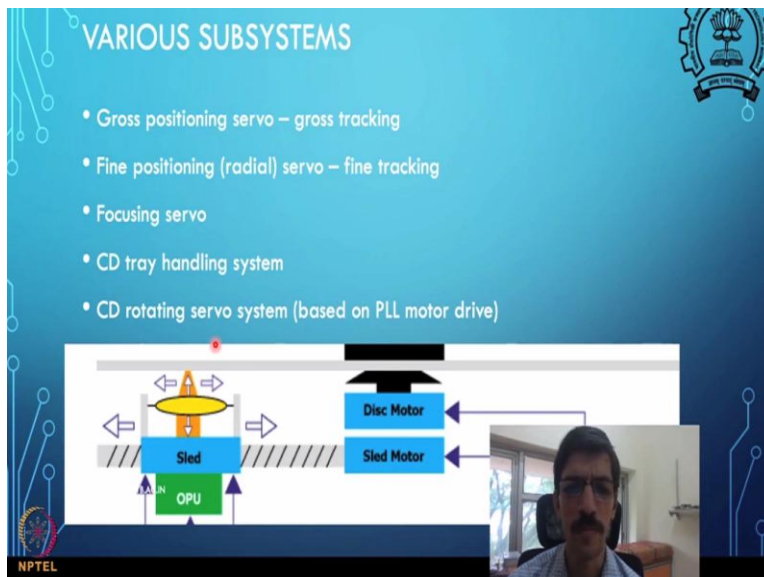 VARIOUS SUBSYSTEMS
• Gross positioning servo – gross tracking
• Fine positioning (radial) servo – fine tracking
• Focusing servo
• CD tray handling system
• CD rotating servo system (based on PLL motor drive)
Disc Motor
Sled
Sled Motor
OPU
NPTEL